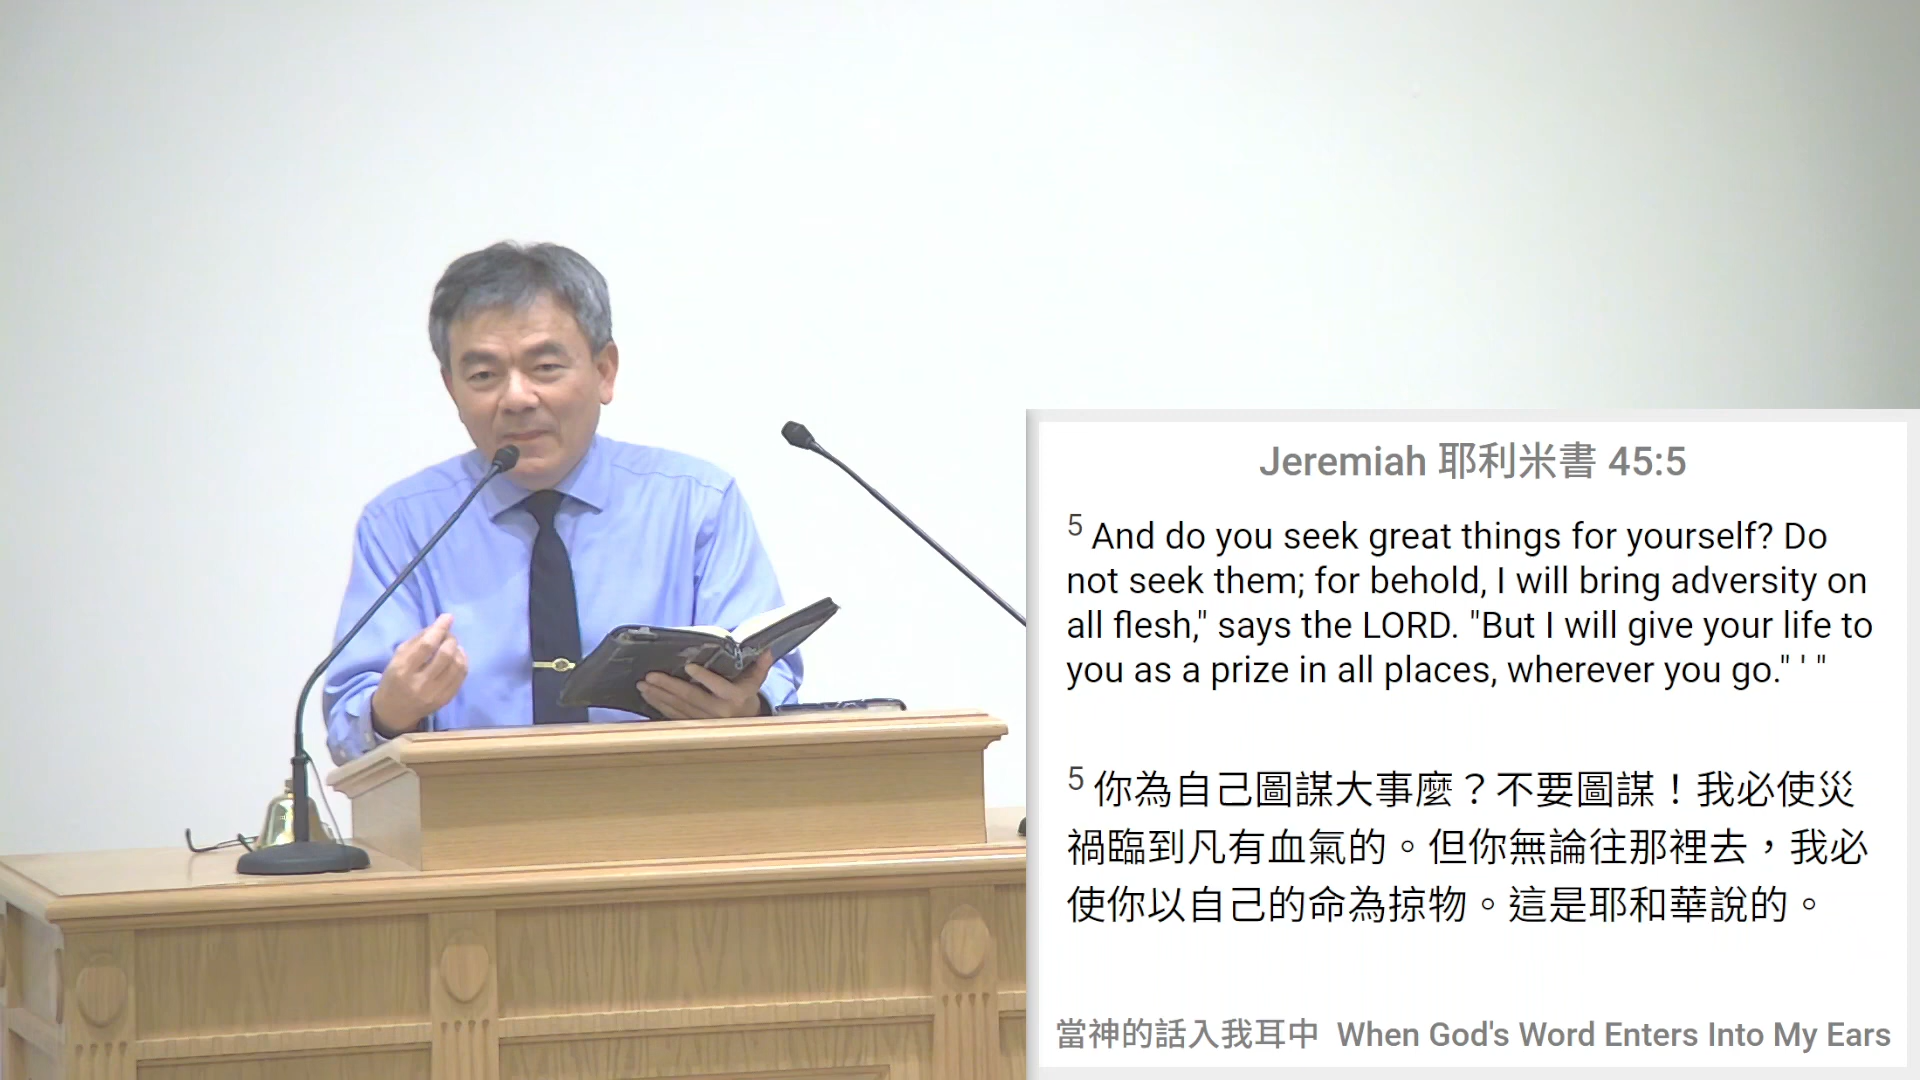 Jeremiah 耶利米書 45:5
5 And do you seek great things for yourself? Do
not seek them; for behold, I will bring adversity on
all flesh," says the LORD. "But I will give your life to
you as a prize in all places, wherever you go." ' "
5 你為自己圖謀大事麼？不要圖謀！我必使災
禍臨到凡有血氣的。但你無論往那裡去，我必
使你以自己的命為掠物。這是耶和華說的。
當神的話入我耳中 When God's Word Enters Into My Ears